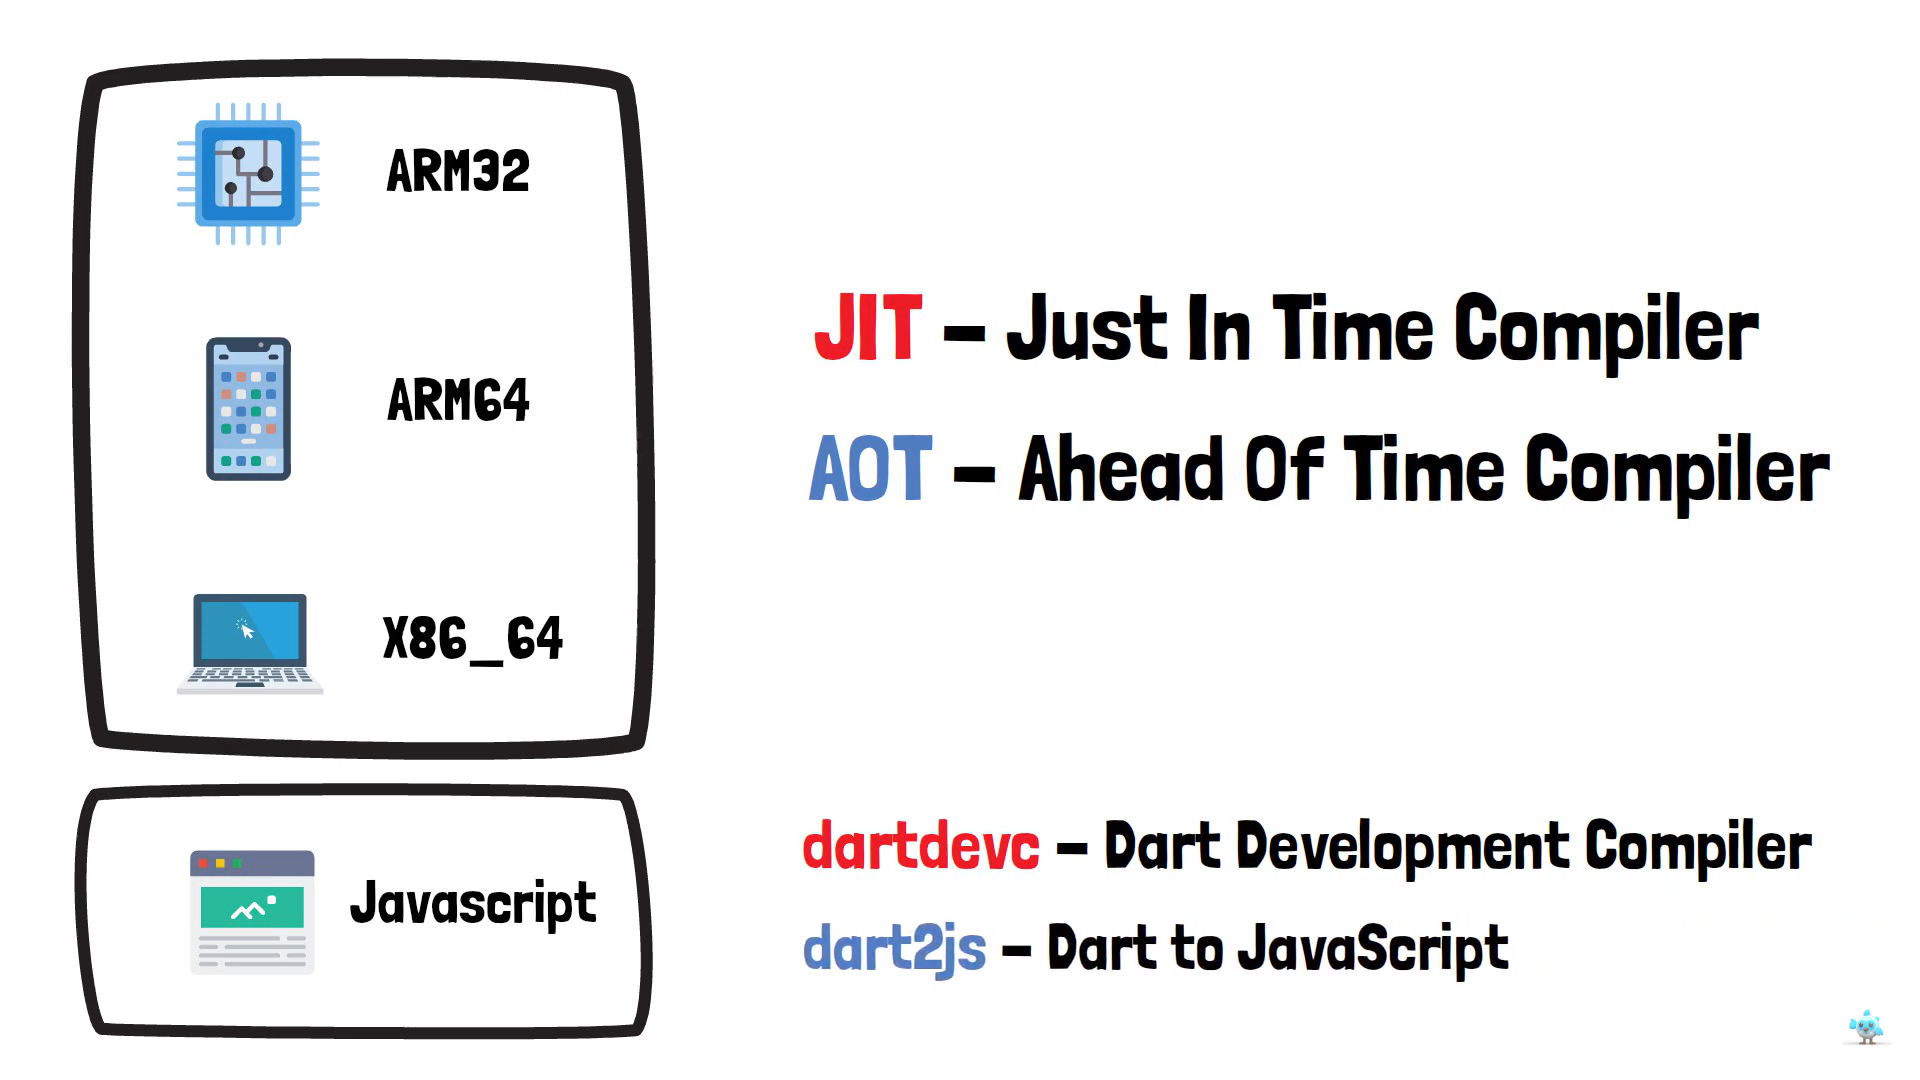 ARM32
ARM64
X86_64
JIT – Just In Time Compiler
AOT – Ahead Of Time Compiler
Javascript
dartdevc – Dart Development Compiler
dart2js – Dart to JavaScript